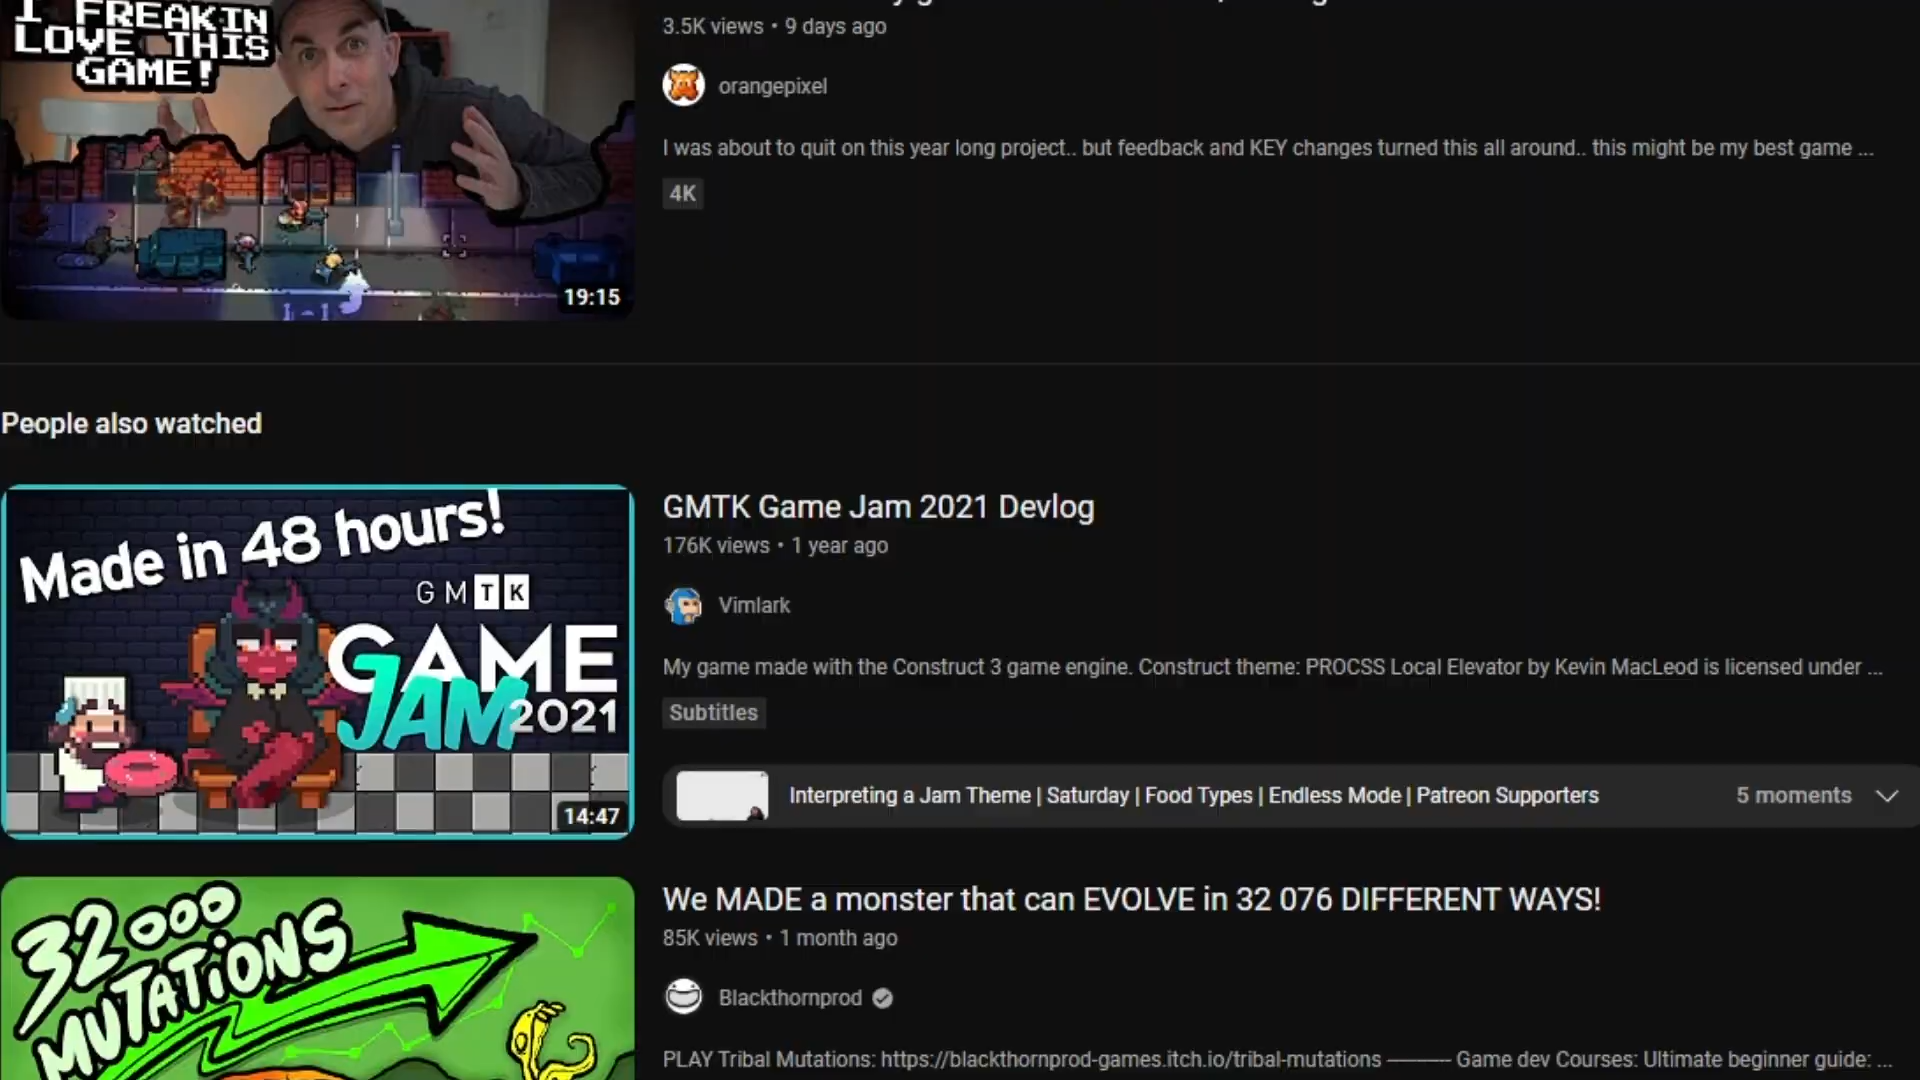 I FREAKIN
LOVE THIS
GAME!
19:15
3.5K views • 9 days ago
orangepixel
I was about to quit on this year long project.. but feedback and KEY changes turned this all around.. this might be my best game ...
4K
People also watched
Made in 48 hours!
GMTK
GAME
JAM 2021
14:47
GMTK Game Jam 2021 Devlog
176K views • 1 year ago
Vimlark
My game made with the Construct 3 game engine. Construct theme: PROCSS Local Elevator by Kevin MacLeod is licensed under ...
Subtitles
Interpreting a Jam Theme | Saturday | Food Types | Endless Mode | Patreon Supporters
5 moments
32 000
MUTATiONS
We MADE a monster that can EVOLVE in 32 076 DIFFERENT WAYS!
85K views • 1 month ago
Blackthornprod
PLAY Tribal Mutations: https://blackthornprod-games.itch.io/tribal-mutations ———– Game dev Courses: Ultimate beginner guide: ...